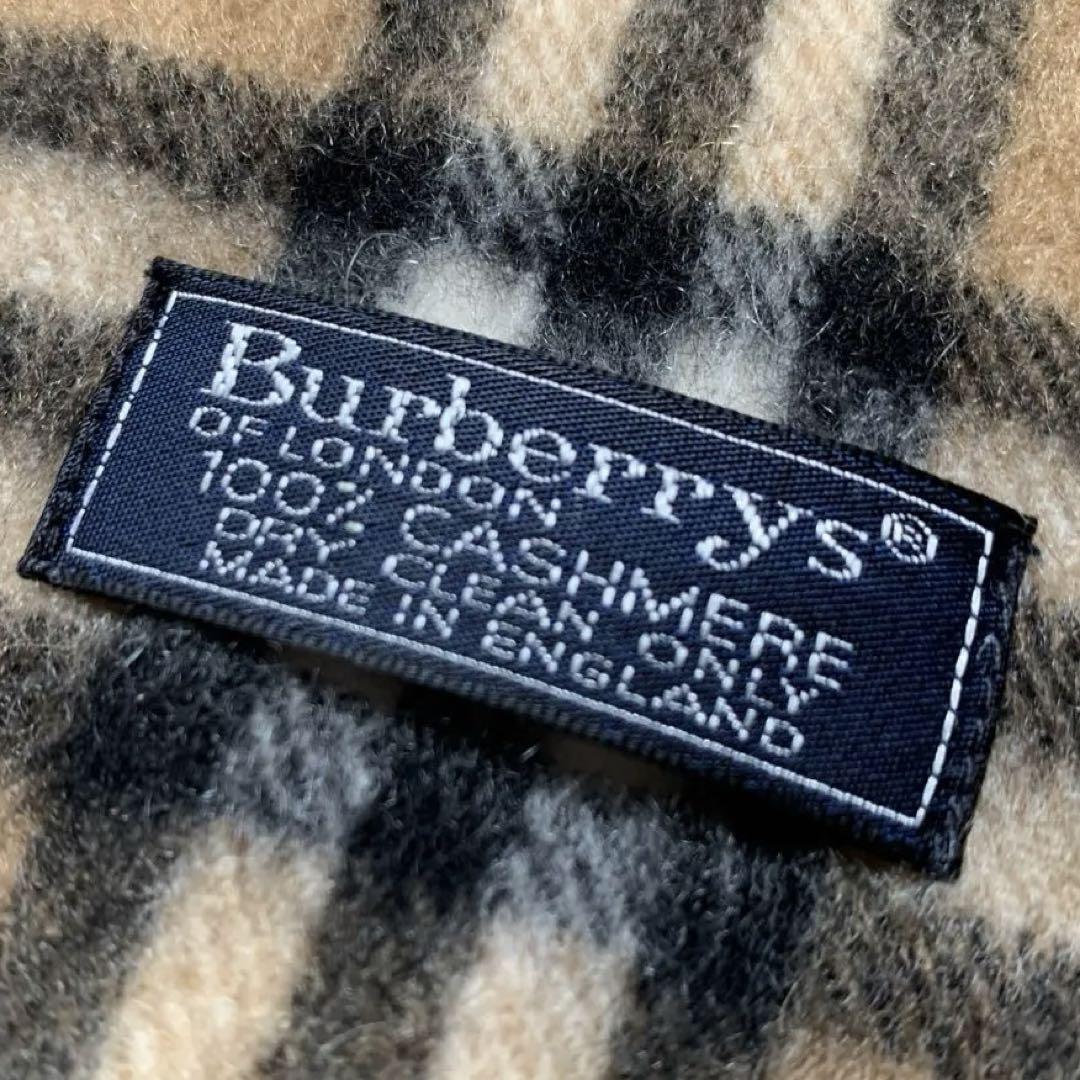 Burberrys®
OF LONDON
100% CASHMERE
DRY CLEAN ONLY
MADE IN ENGLAND